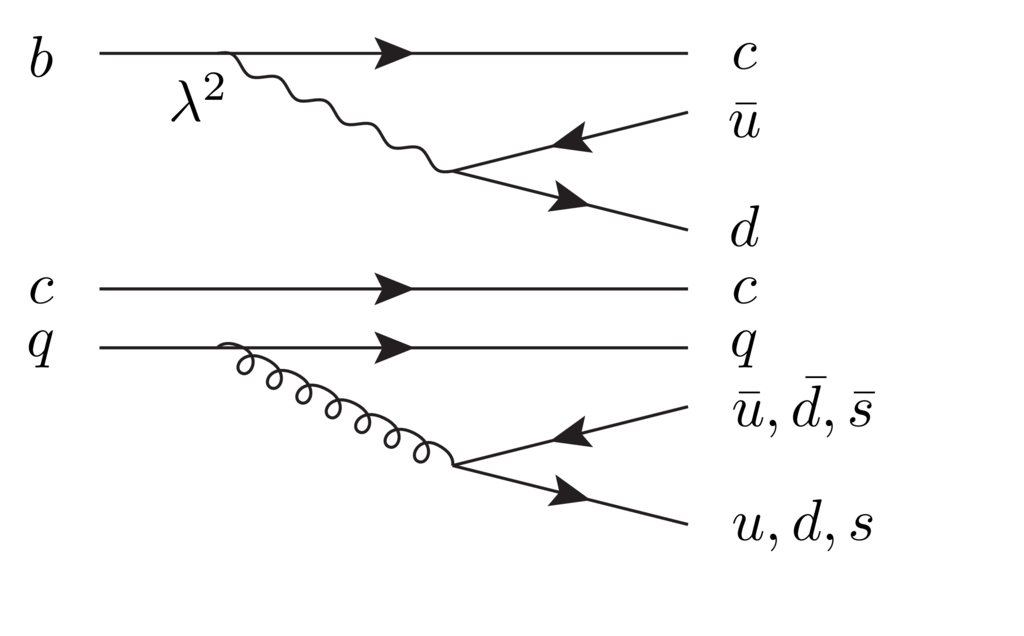 b c
λ² ū
d
c c
q q
ū, d̄, s̄
u, d, s